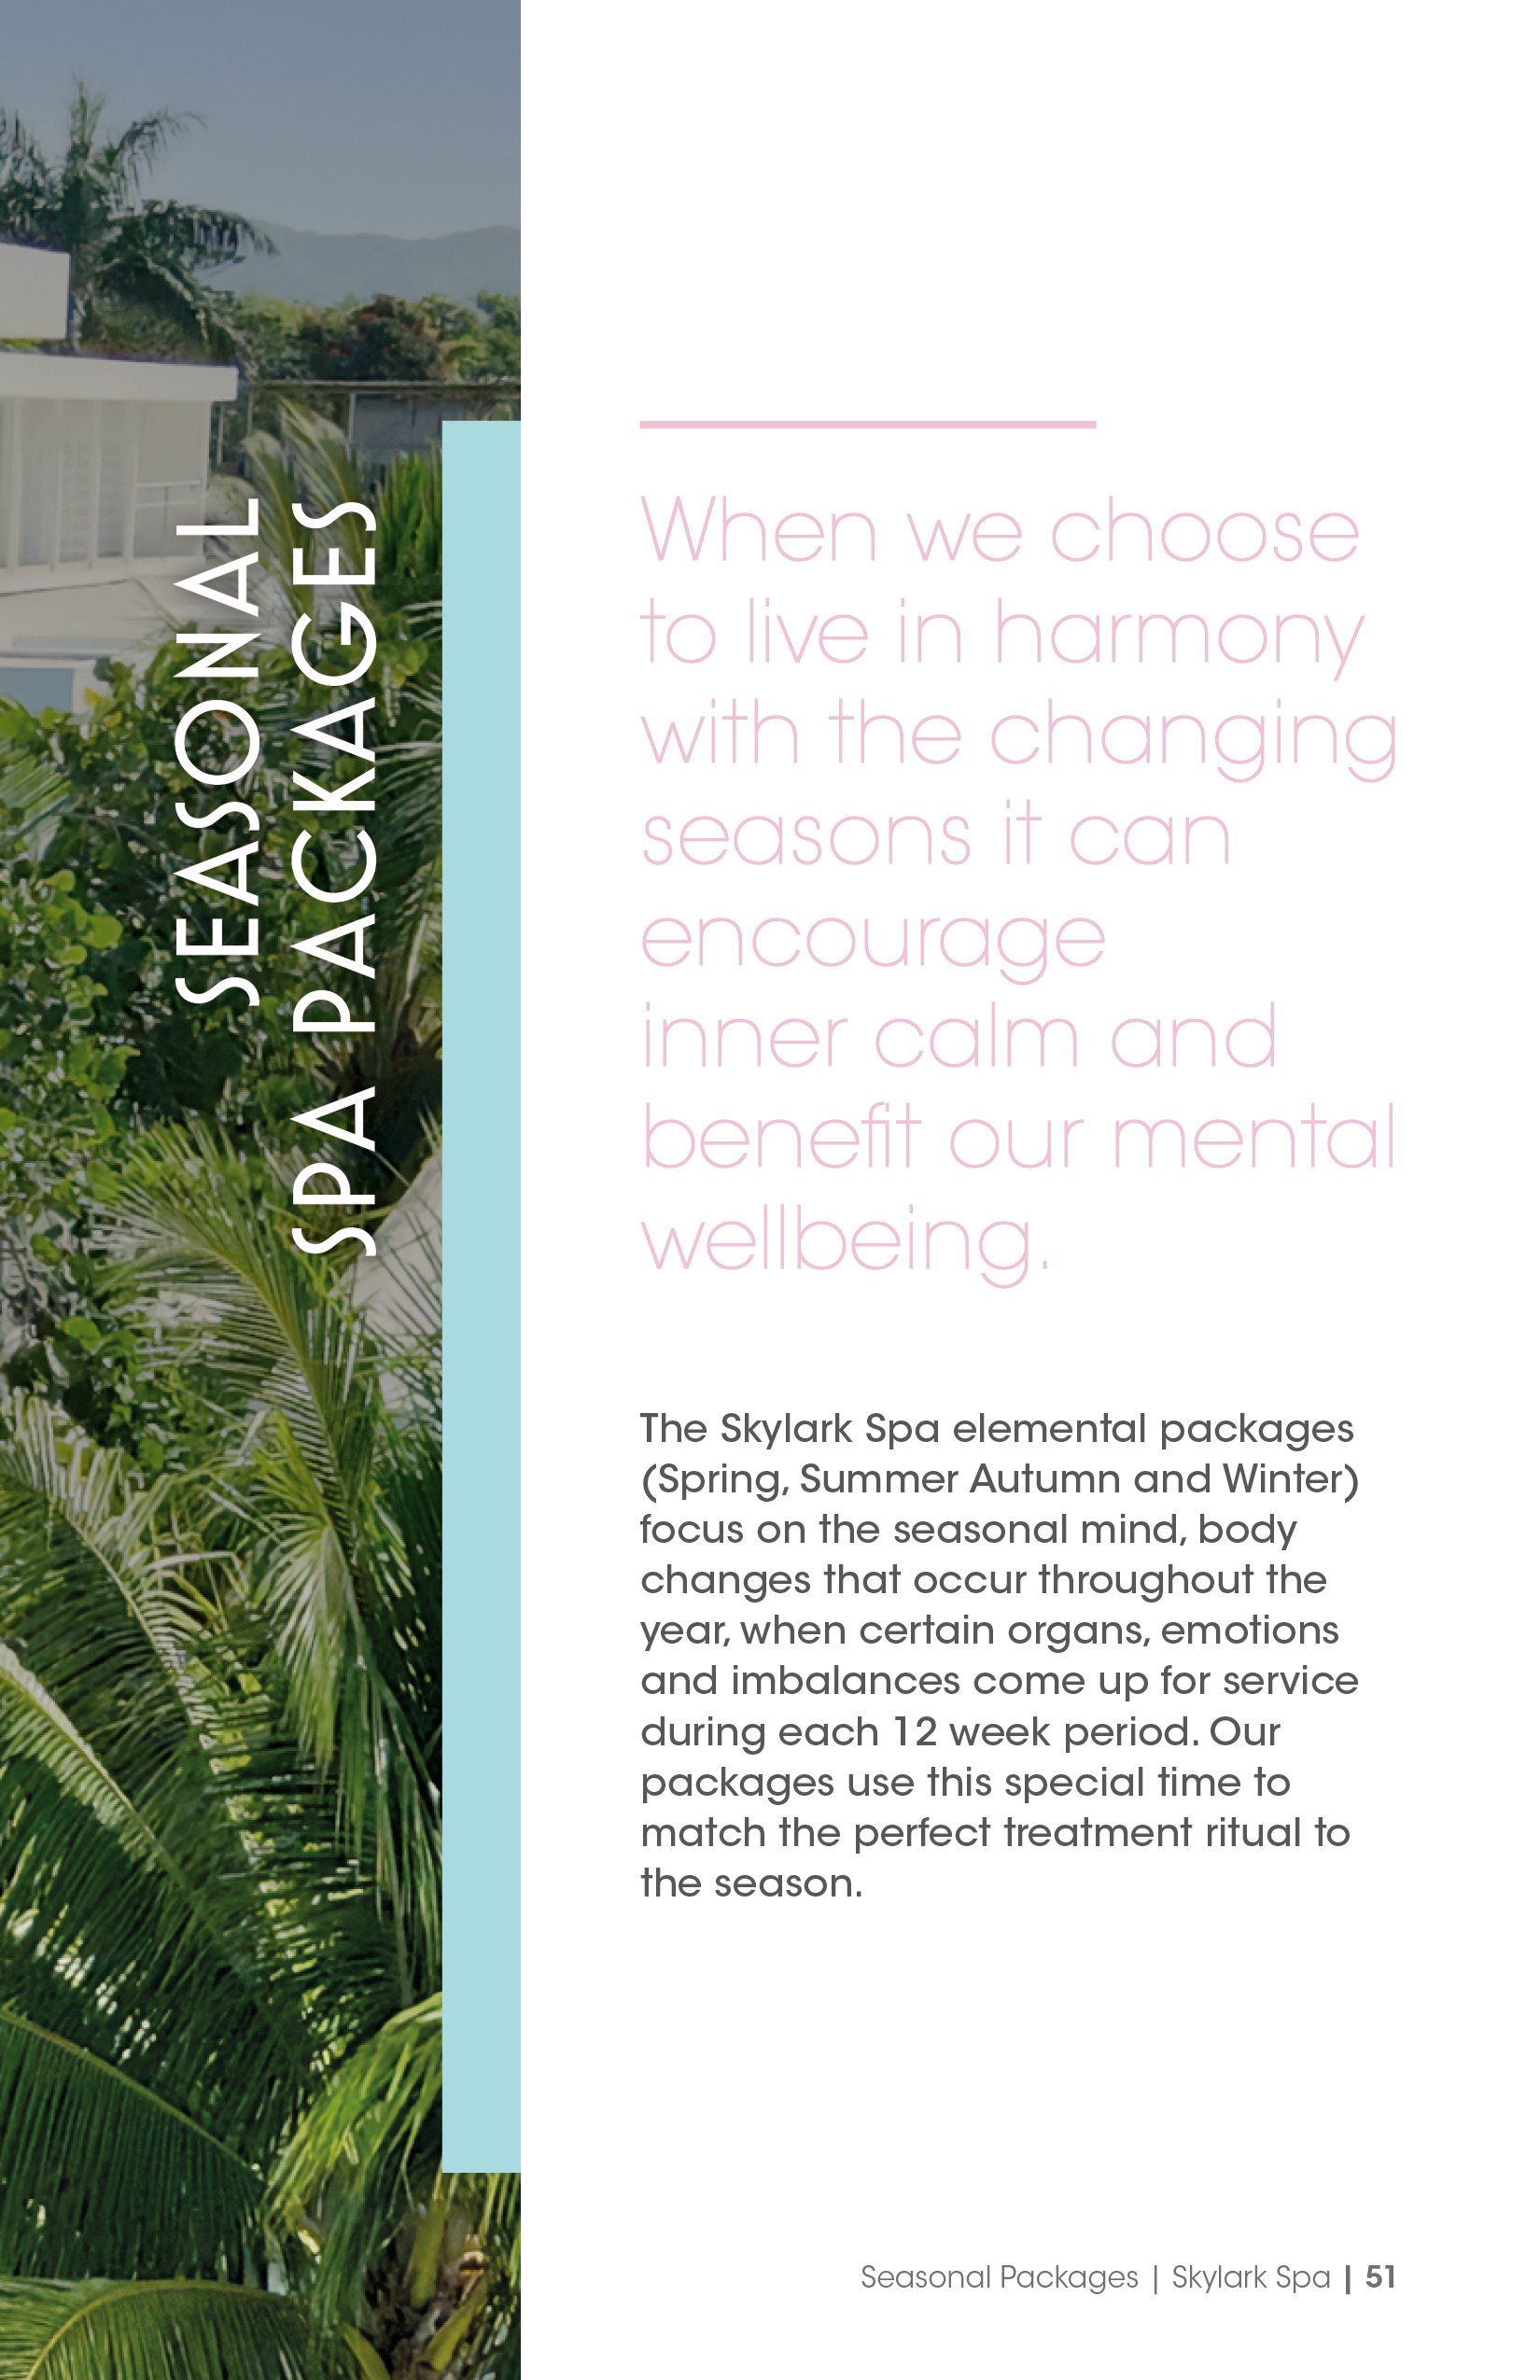 SEASONAL
SPA PACKAGES
When we choose
to live in harmony
with the changing
seasons it can
encourage
inner calm and
benefit our mental
wellbeing.
The Skylark Spa elemental packages
(Spring, Summer Autumn and Winter)
focus on the seasonal mind, body
changes that occur throughout the
year, when certain organs, emotions
and imbalances come up for service
during each 12 week period. Our
packages use this special time to
match the perfect treatment ritual to
the season.
Seasonal Packages | Skylark Spa | 51